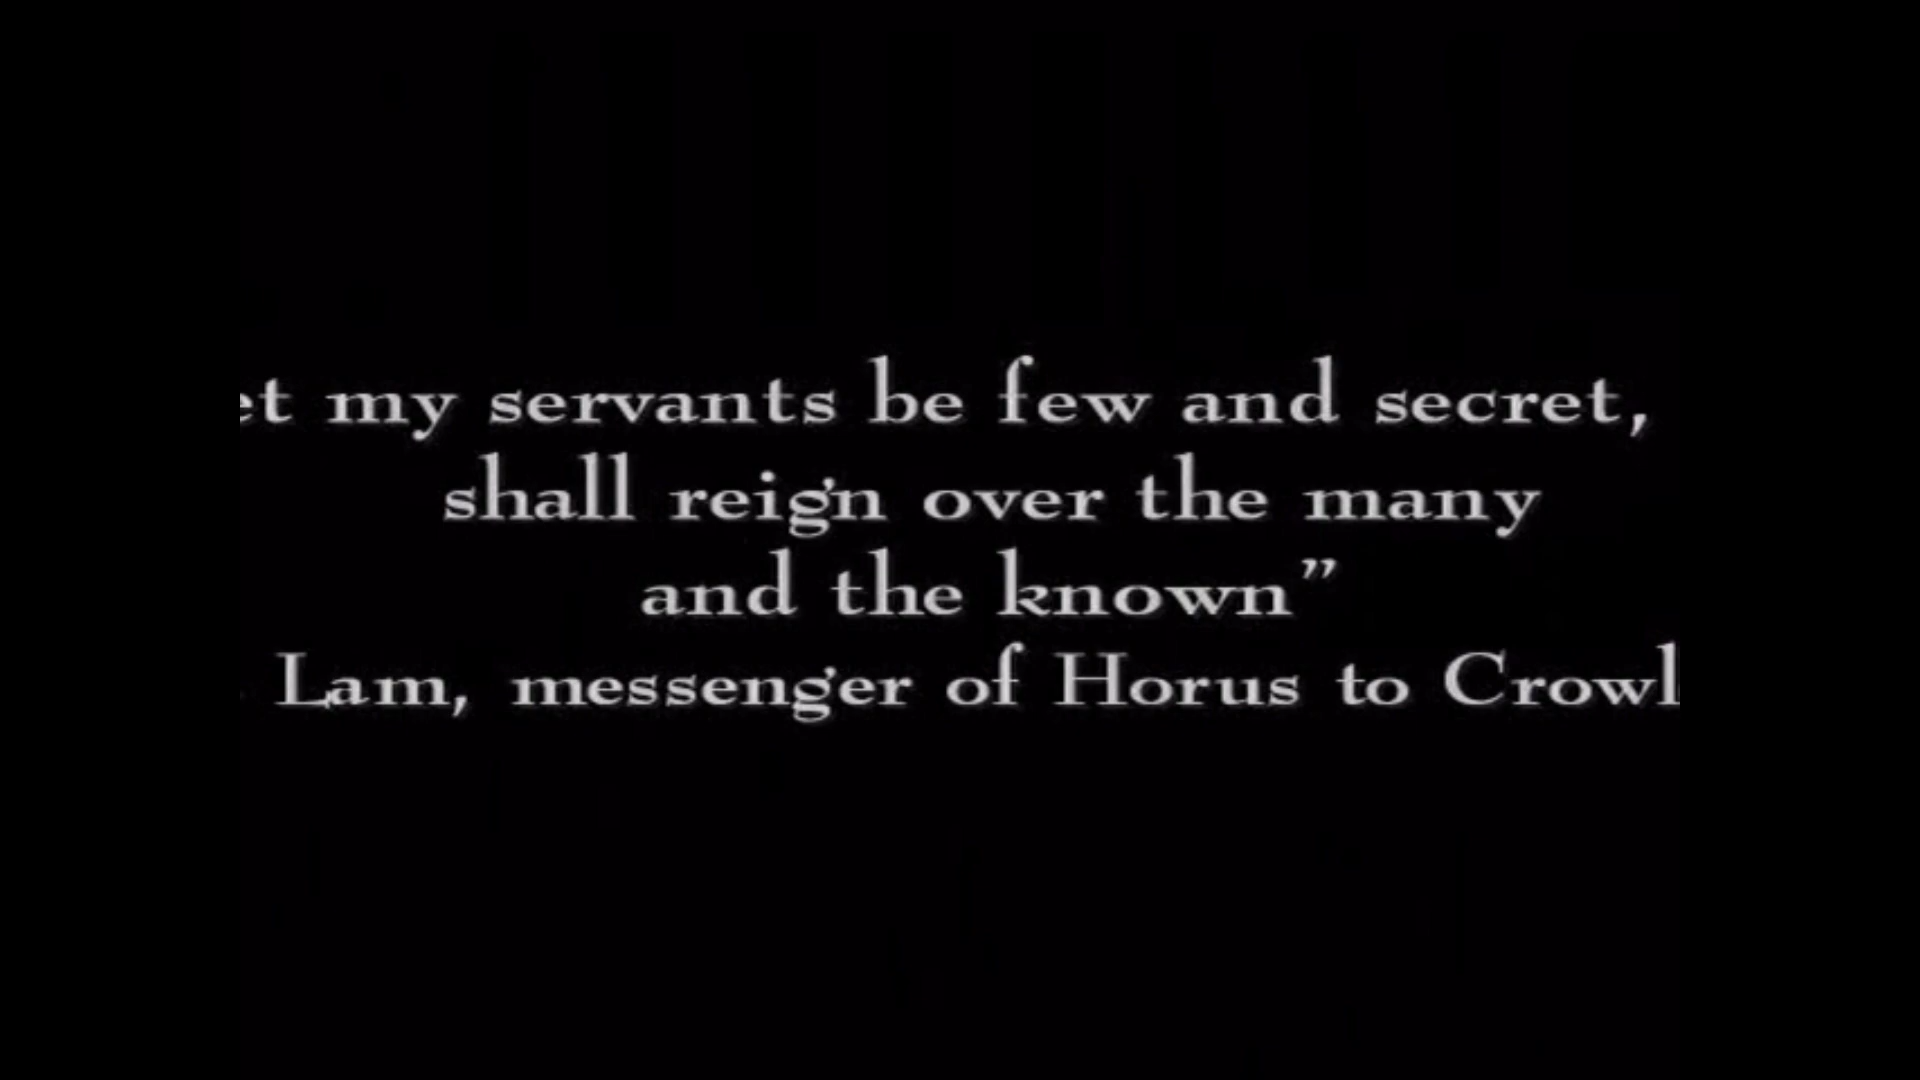 et my servants be few and secret,
shall reign over the many
and the known”
Lam, messenger of Horus to Crowl